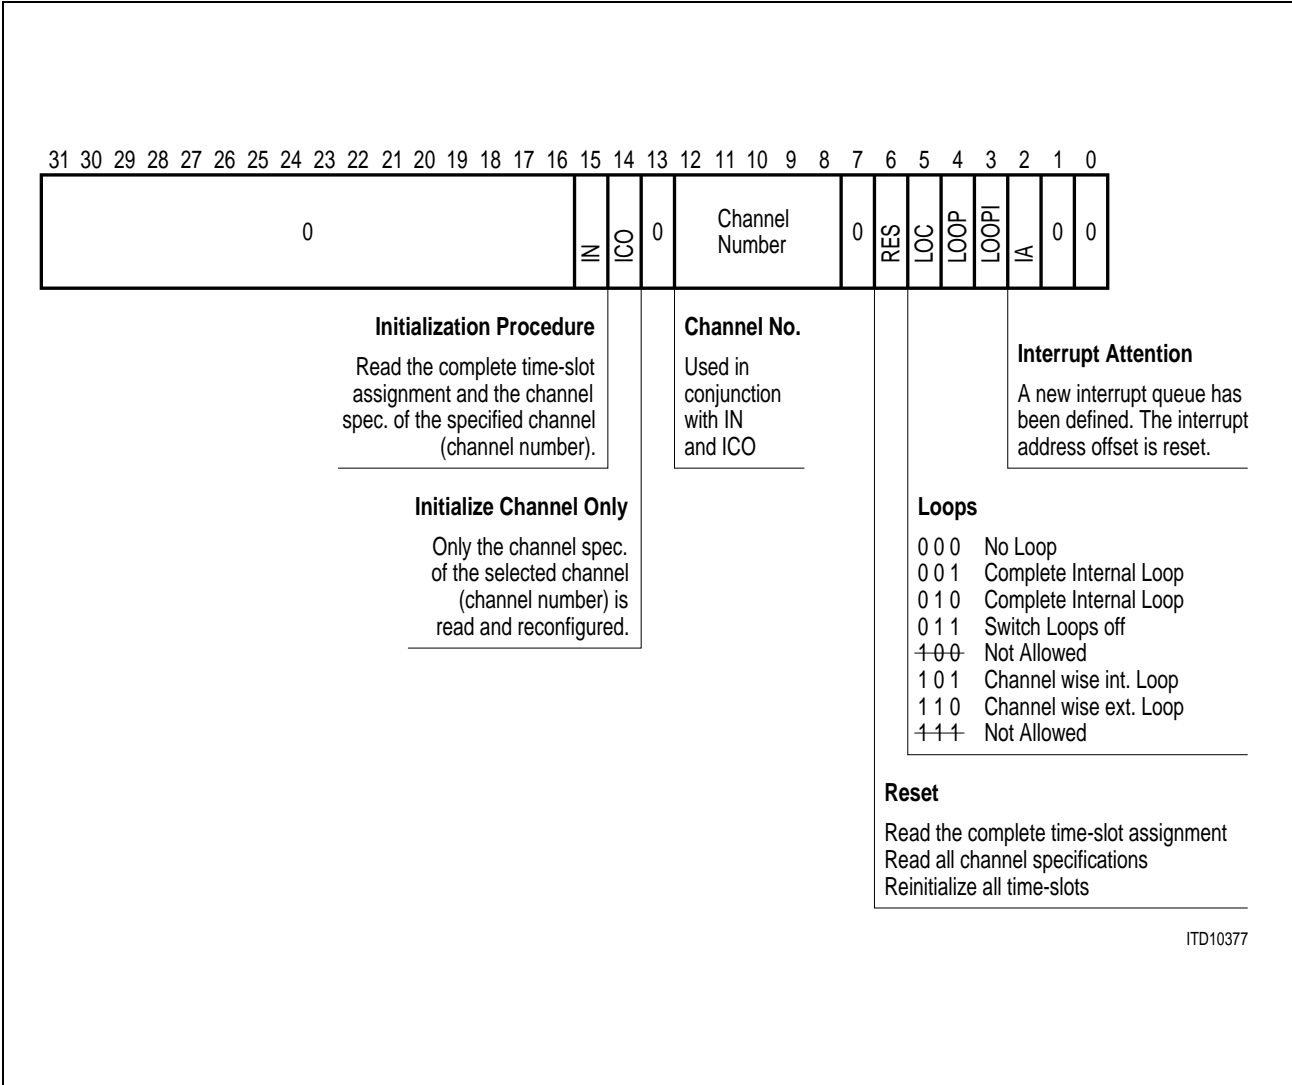 31 30 29 28 27 26 25 24 23 22 21 20 19 18 17 16 15 14 13 12 11 10 9 8 7 6 5 4 3 2 1 0
0
IN
ICO
0
Channel
Number
0
RES
LOC
LOOP
LOOPI
IA
0
0
Initialization Procedure
Read the complete time-slot
assignment and the channel
spec. of the specified channel
(channel number).
Channel No.
Used in
conjunction
with IN
and ICO
Interrupt Attention
A new interrupt queue has
been defined. The interrupt
address offset is reset.
Initialize Channel Only
Only the channel spec.
of the selected channel
(channel number) is
read and reconfigured.
Loops
0 0 0 No Loop
0 0 1 Complete Internal Loop
0 1 0 Complete Internal Loop
0 1 1 Switch Loops off
1 0 0 Not Allowed
1 0 1 Channel wise int. Loop
1 1 0 Channel wise ext. Loop
1 1 1 Not Allowed
Reset
Read the complete time-slot assignment
Read all channel specifications
Reinitialize all time-slots
ITD10377